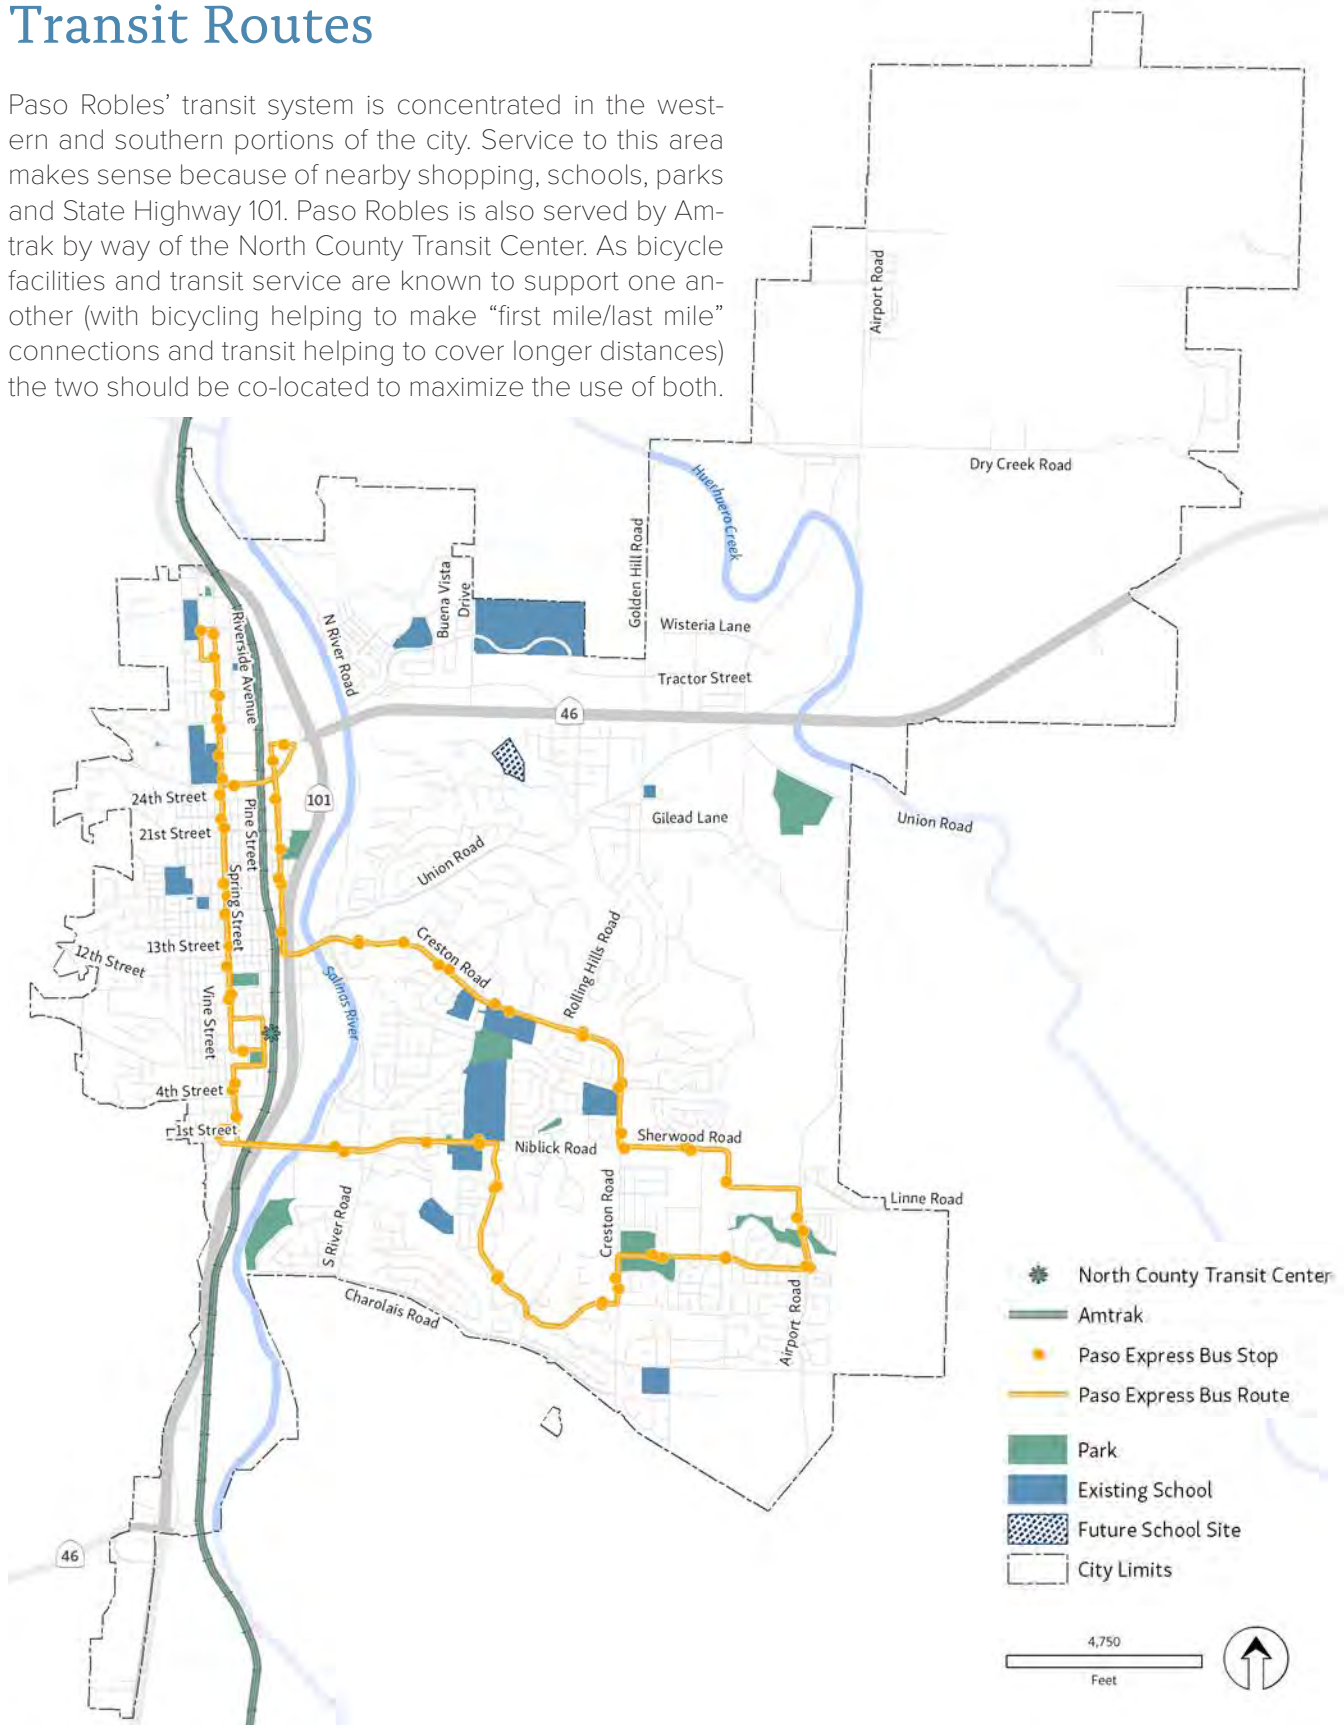 Transit Routes
Paso Robles’ transit system is concentrated in the west-
ern and southern portions of the city. Service to this area
makes sense because of nearby shopping, schools, parks
and State Highway 101. Paso Robles is also served by Am-
trak by way of the North County Transit Center. As bicycle
facilities and transit service are known to support one an-
other (with bicycling helping to make “first mile/last mile”
connections and transit helping to cover longer distances)
the two should be co-located to maximize the use of both.
Airport Road
Dry Creek Road
Huerhuero Creek
Golden Hill Road
Buena Vista
Drive
Wisteria Lane
N River Road
Riverside Avenue
Tractor Street
46
24th Street
101
Pine Street
21st Street
Gilead Lane
Union Road
Union Road
Spring Street
13th Street
12th Street
Creston Road
Rolling Hills Road
Salinas River
Vine Street
4th Street
1st Street
Niblick Road
Sherwood Road
Creston Road
Linne Road
S River Road
Charolais Road
Airport Road
46
North County Transit Center
Amtrak
Paso Express Bus Stop
Paso Express Bus Route
Park
Existing School
Future School Site
City Limits
4,750
Feet